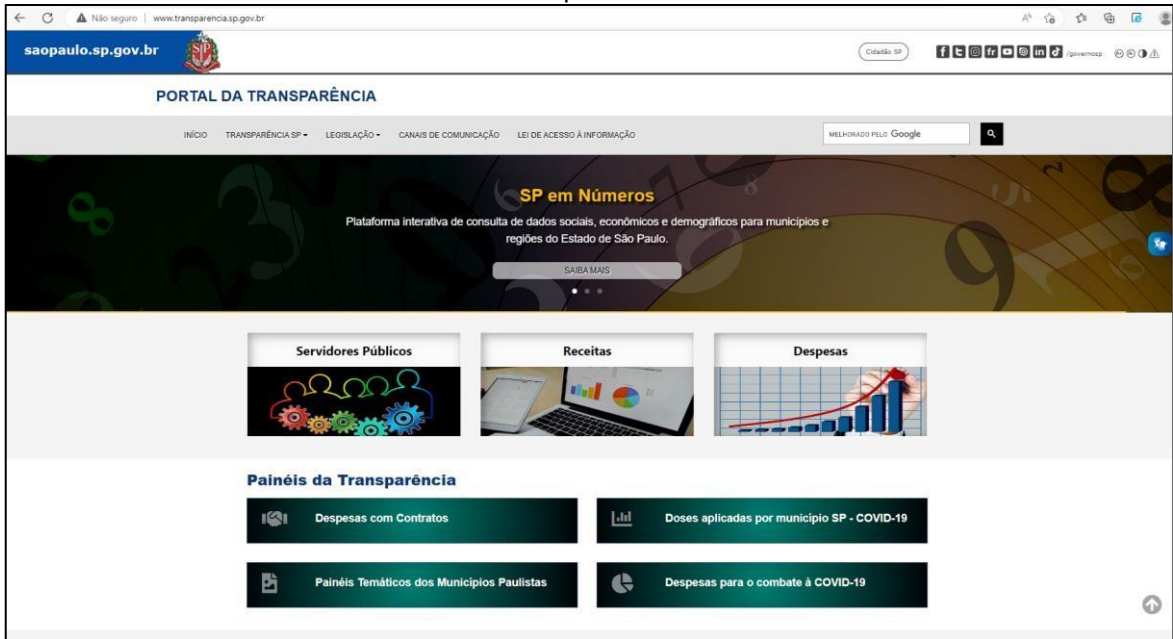 Não seguro | www.transparencia.sp.gov.br
saopaulo.sp.gov.br
SP
Cidadão SP
/governosp
PORTAL DA TRANSPARÊNCIA
INÍCIO TRANSPARÊNCIA SP LEGISLAÇÃO CANAIS DE COMUNICAÇÃO LEI DE ACESSO À INFORMAÇÃO
MELHORADO PELO Google
SP em Números
Plataforma interativa de consulta de dados sociais, econômicos e demográficos para municípios e
regiões do Estado de São Paulo.
SAIBA MAIS
Servidores Públicos
Receitas
Despesas
Painéis da Transparência
Despesas com Contratos
Doses aplicadas por município SP - COVID-19
Painéis Temáticos dos Municípios Paulistas
Despesas para o combate à COVID-19